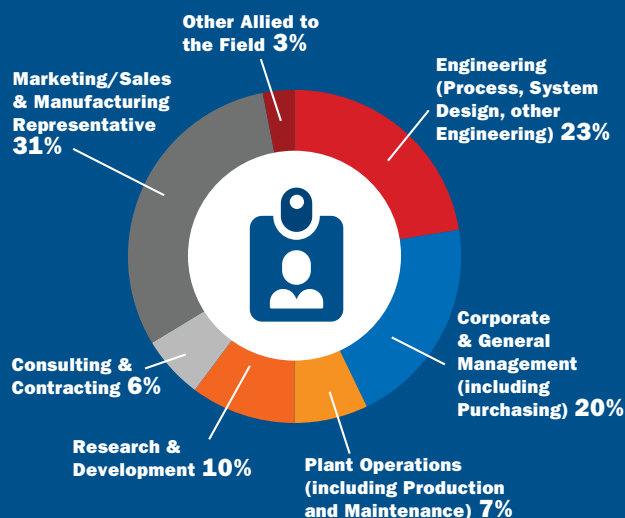 Other Allied to
the Field 3%
Engineering
(Process, System
Design, other
Engineering) 23%
Marketing/Sales
& Manufacturing
Representative
31%
Corporate
& General
Management
(including
Purchasing) 20%
Consulting &
Contracting 6%
Research &
Development 10%
Plant Operations
(including Production
and Maintenance) 7%